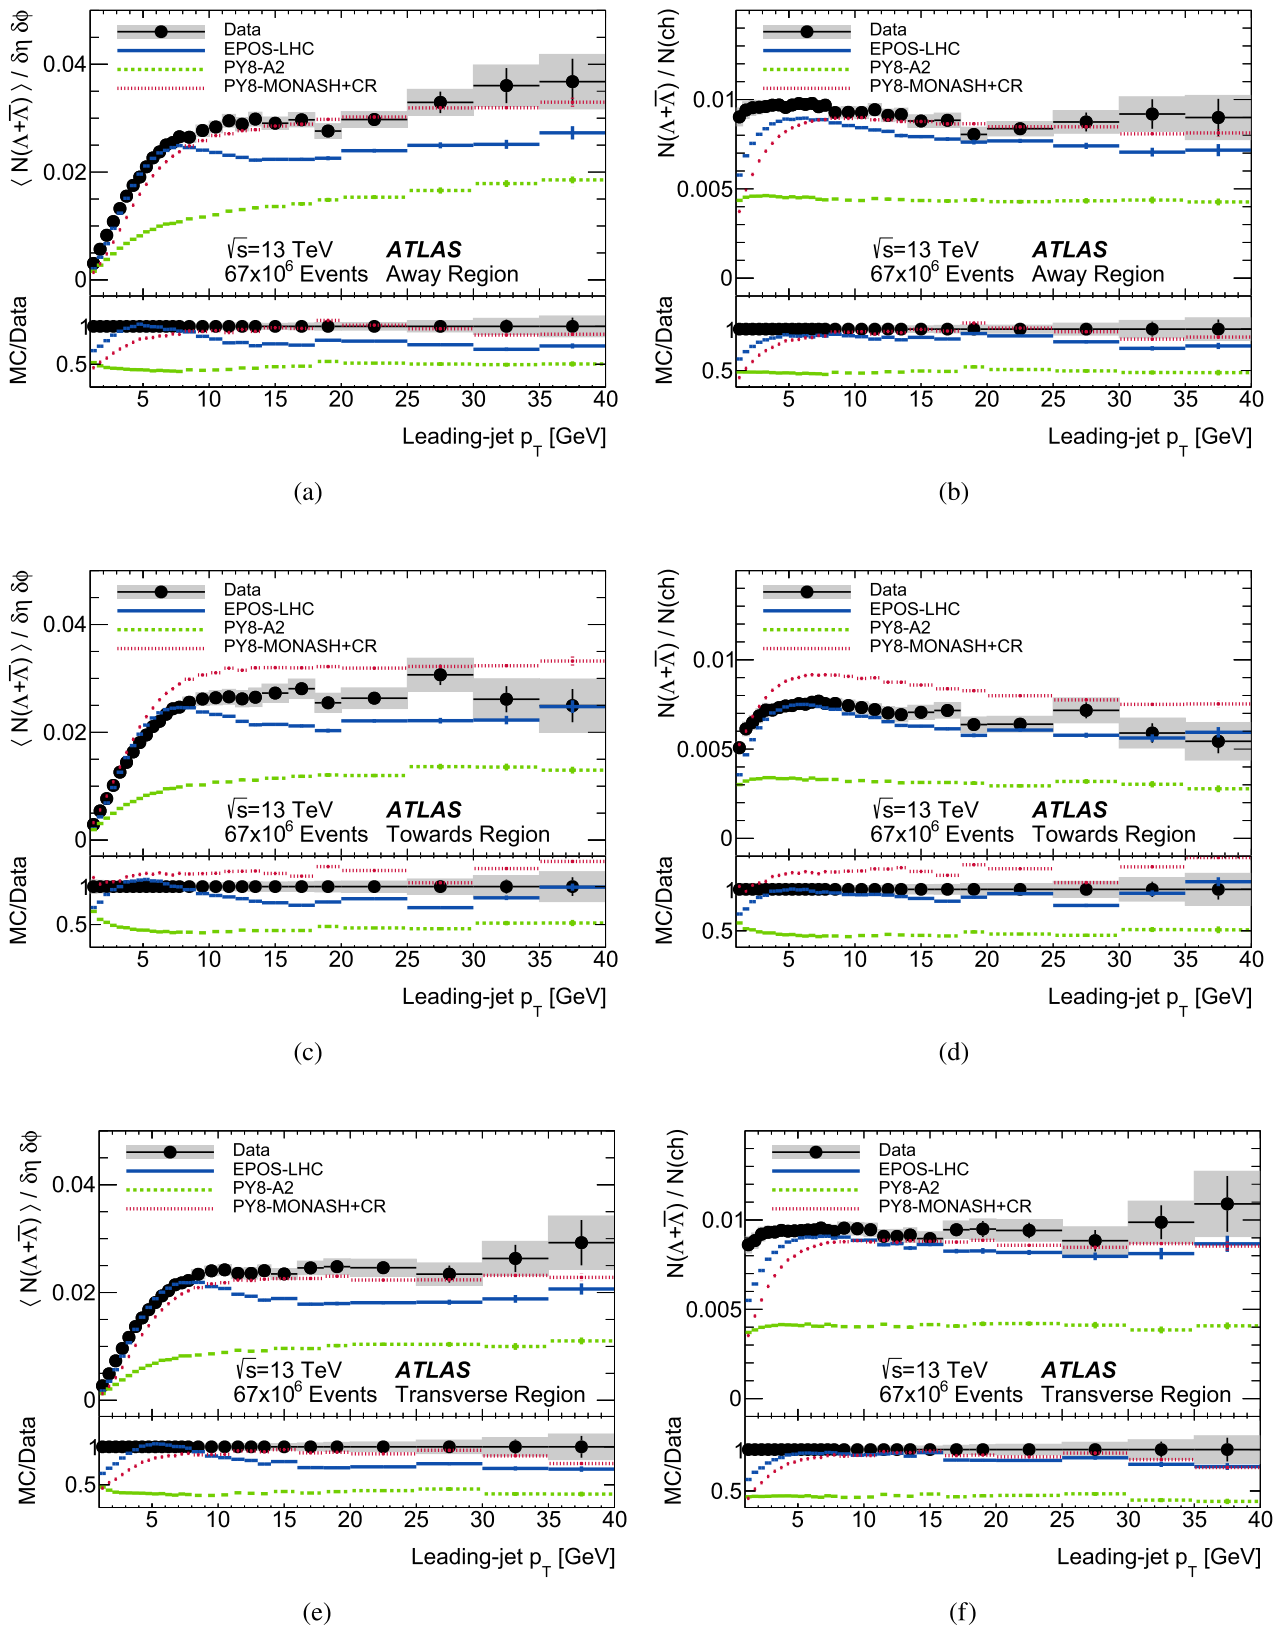 ⟨ N(Λ+Λ̅) ⟩ / δη δφ
0.04
0.02
0
Data
EPOS-LHC
PY8-A2
PY8-MONASH+CR
√s=13 TeV ATLAS
67x10⁶ Events Away Region
MC/Data
1
0.5
5 10 15 20 25 30 35 40
Leading-jet p_T [GeV]
(a)
N(Λ+Λ̅) / N(ch)
0.01
0.005
0
Data
EPOS-LHC
PY8-A2
PY8-MONASH+CR
√s=13 TeV ATLAS
67x10⁶ Events Away Region
MC/Data
1
0.5
5 10 15 20 25 30 35 40
Leading-jet p_T [GeV]
(b)
⟨ N(Λ+Λ̅) ⟩ / δη δφ
0.04
0.02
0
Data
EPOS-LHC
PY8-A2
PY8-MONASH+CR
√s=13 TeV ATLAS
67x10⁶ Events Towards Region
MC/Data
1
0.5
5 10 15 20 25 30 35 40
Leading-jet p_T [GeV]
(c)
N(Λ+Λ̅) / N(ch)
0.01
0.005
0
Data
EPOS-LHC
PY8-A2
PY8-MONASH+CR
√s=13 TeV ATLAS
67x10⁶ Events Towards Region
MC/Data
1
0.5
5 10 15 20 25 30 35 40
Leading-jet p_T [GeV]
(d)
⟨ N(Λ+Λ̅) ⟩ / δη δφ
0.04
0.02
0
Data
EPOS-LHC
PY8-A2
PY8-MONASH+CR
√s=13 TeV ATLAS
67x10⁶ Events Transverse Region
MC/Data
1
0.5
5 10 15 20 25 30 35 40
Leading-jet p_T [GeV]
(e)
N(Λ+Λ̅) / N(ch)
0.01
0.005
0
Data
EPOS-LHC
PY8-A2
PY8-MONASH+CR
√s=13 TeV ATLAS
67x10⁶ Events Transverse Region
MC/Data
1
0.5
5 10 15 20 25 30 35 40
Leading-jet p_T [GeV]
(f)